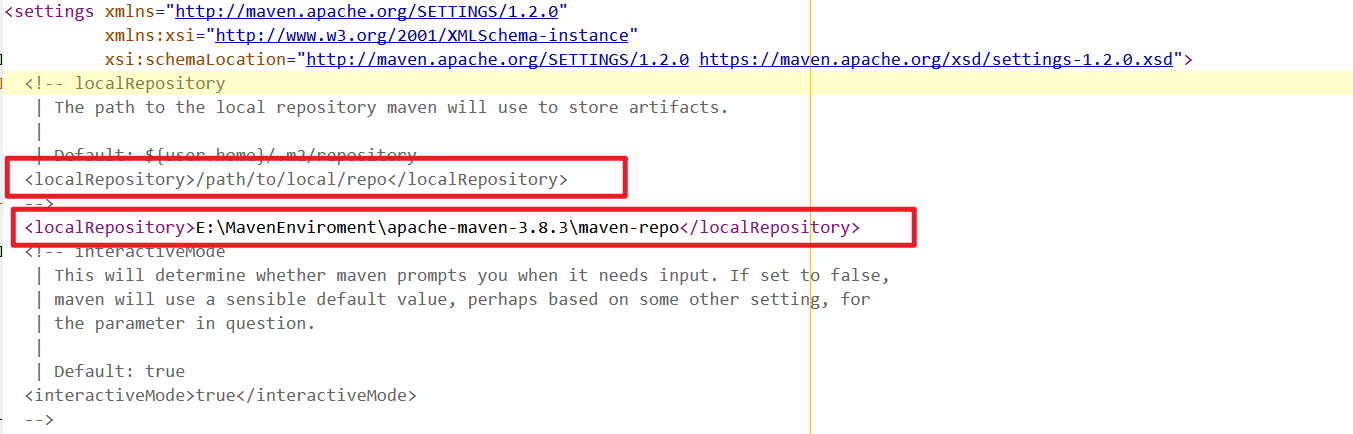 <settings xmlns="http://maven.apache.org/SETTINGS/1.2.0"
xmlns:xsi="http://www.w3.org/2001/XMLSchema-instance"
xsi:schemaLocation="http://maven.apache.org/SETTINGS/1.2.0 https://maven.apache.org/xsd/settings-1.2.0.xsd">
<!-- localRepository
| The path to the local repository maven will use to store artifacts.
|
| Default: ${user.home}/.m2/repository
<localRepository>/path/to/local/repo</localRepository>
-->
<localRepository>E:\MavenEnviroment\apache-maven-3.8.3\maven-repo</localRepository>
<!-- interactiveMode
| This will determine whether maven prompts you when it needs input. If set to false,
| maven will use a sensible default value, perhaps based on some other setting, for
| the parameter in question.
|
| Default: true
<interactiveMode>true</interactiveMode>
-->